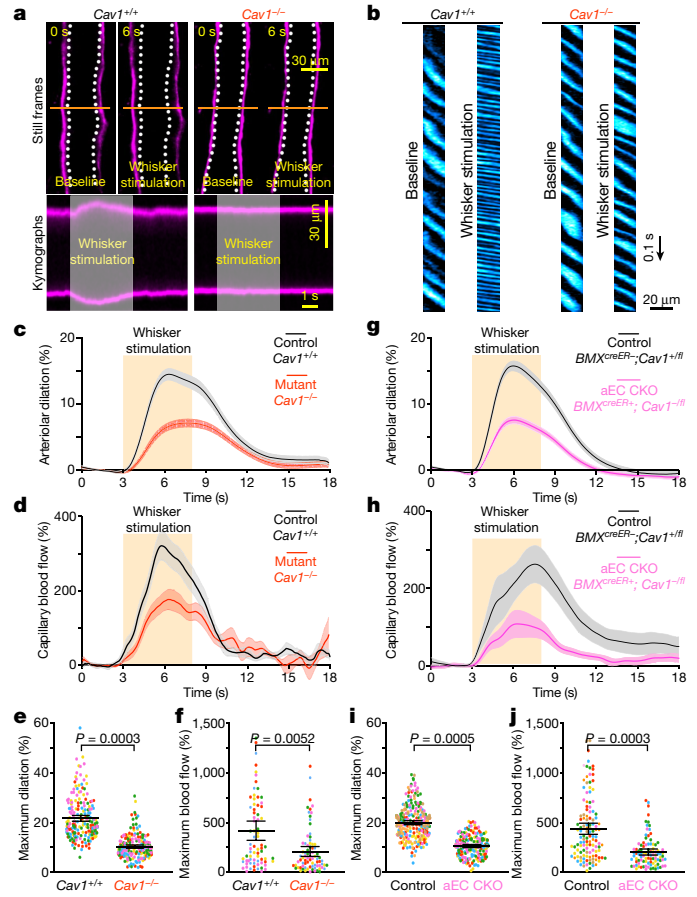 a
Cav1+/+
Cav1−/−
0 s
6 s
0 s
6 s
30 µm
Still frames
Baseline
Whisker
stimulation
Baseline
Whisker
stimulation
Kymographs
Whisker
stimulation
Whisker
stimulation
30 µm
1 s
b
Cav1+/+
Cav1−/−
Baseline
Whisker stimulation
Baseline
Whisker stimulation
0.1 s
20 µm
c
Whisker
stimulation
Control
Cav1+/+
Mutant
Cav1−/−
Arteriolar dilation (%)
20
10
0
0 3 6 9 12 15 18
Time (s)
d
Whisker
stimulation
Control
Cav1+/+
Mutant
Cav1−/−
Capillary blood flow (%)
400
200
0
0 3 6 9 12 15 18
Time (s)
g
Whisker
stimulation
Control
BMXcreER−;Cav1+/fl
aEC CKO
BMXcreER+; Cav1−/fl
Arteriolar dilation (%)
20
10
0
0 3 6 9 12 15 18
Time (s)
h
Whisker
stimulation
Control
BMXcreER−;Cav1+/fl
aEC CKO
BMXcreER+; Cav1−/fl
Capillary blood flow (%)
400
200
0
0 3 6 9 12 15 18
Time (s)
e
P = 0.0003
Maximum dilation (%)
60
40
20
0
Cav1+/+ Cav1−/−
f
P = 0.0052
Maximum blood flow (%)
1,500
1,000
500
0
Cav1+/+ Cav1−/−
i
P = 0.0005
Maximum dilation (%)
60
40
20
0
Control aEC CKO
j
P = 0.0003
Maximum blood flow (%)
1,500
1,000
500
0
Control aEC CKO